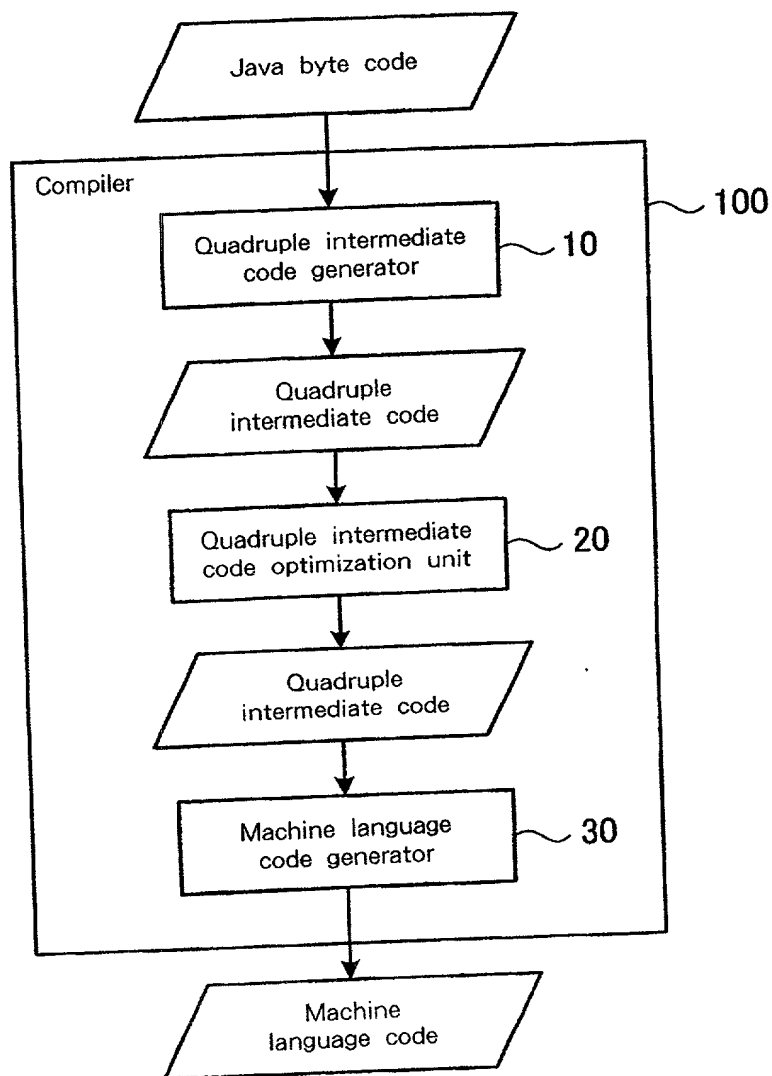 Java byte code
Compiler
100
Quadruple intermediate
code generator
10
Quadruple
intermediate code
Quadruple intermediate
code optimization unit
20
Quadruple
intermediate code
Machine language
code generator
30
Machine
language code